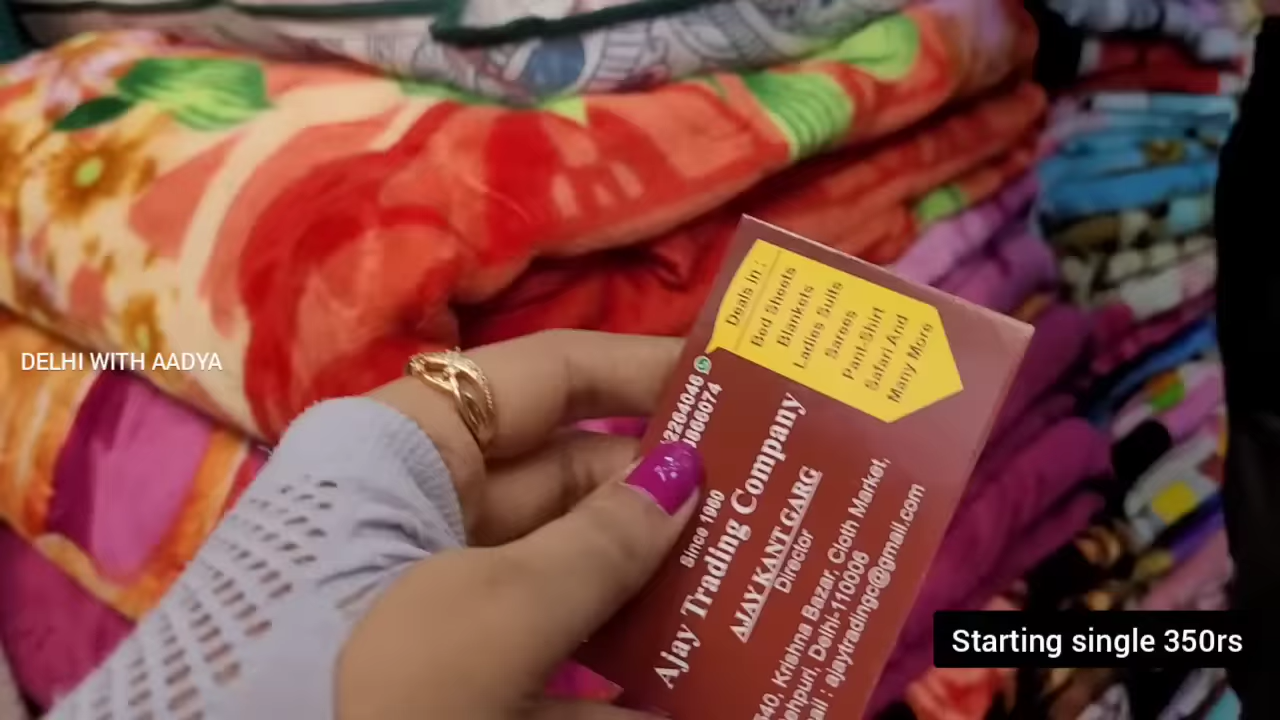 DELHI WITH AADYA
Deals in :
Bed Sheets
Blankets
Ladies Suits
Sarees
Pant-Shirt
Safari And
Many More
Since 1980
Ajay Trading Company
AJAY KANT GARG
Director
Krishna Bazar, Cloth Market,
Delhi-110006
ajaytradingc@gmail.com
Starting single 350rs